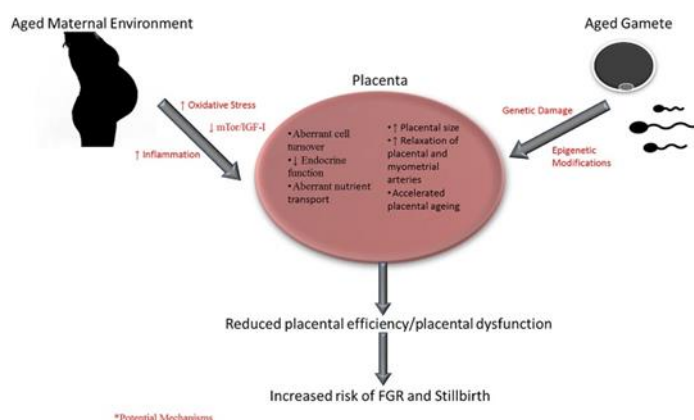 Aged Maternal Environment
Aged Gamete
Placenta
↑ Oxidative Stress
↓ mTor/IGF-I
↑ Inflammation
Genetic Damage
Epigenetic
Modifications
•Aberrant cell
turnover
•↓ Endocrine
function
•Aberrant nutrient
transport
•↑ Placental size
•↑ Relaxation of
placental and
myometrial
arteries
•Accelerated
placental ageing
Reduced placental efficiency/placental dysfunction
Increased risk of FGR and Stillbirth
*Potential Mechanisms